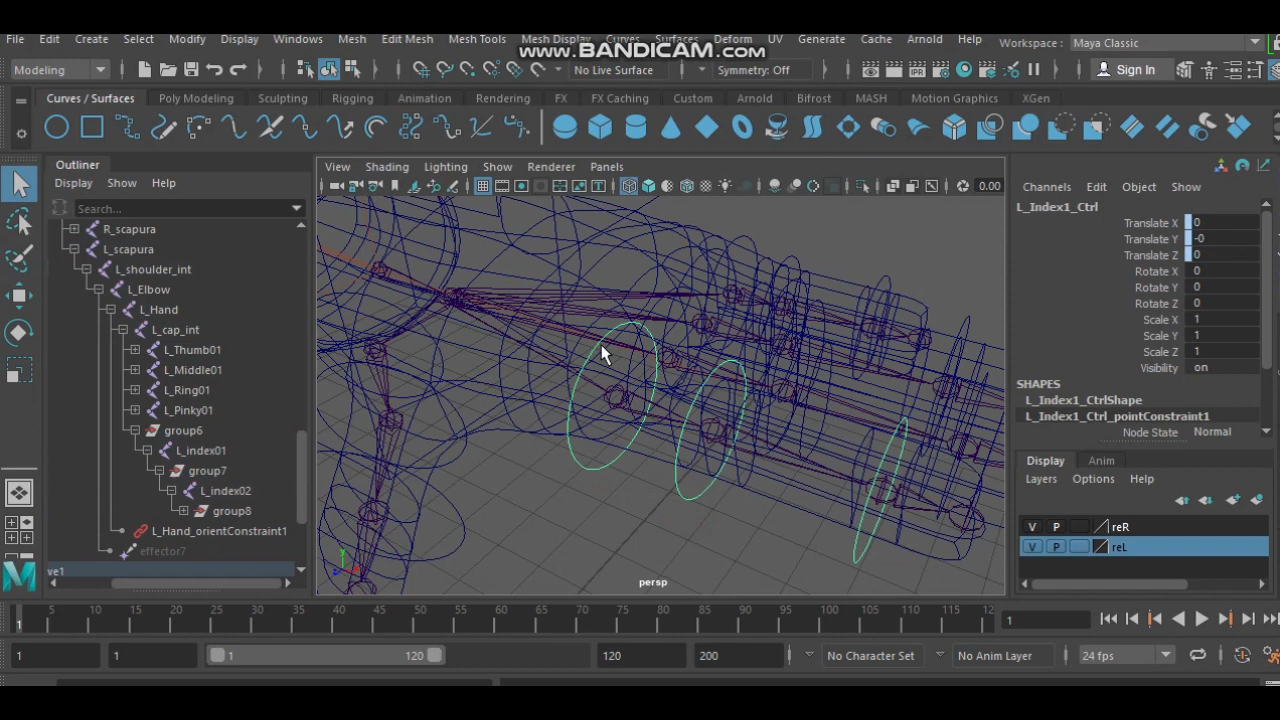 File Edit Create Select Modify Display Windows Mesh Edit Mesh Mesh Tools Mesh Display Curves Surfaces Deform UV Generate Cache Arnold Help Workspace : Maya Classic
www.BANDICAM.com
Modeling No Live Surface Symmetry: Off Sign In
Curves / Surfaces Poly Modeling Sculpting Rigging Animation Rendering FX FX Caching Custom Arnold Bifrost MASH Motion Graphics XGen
Outliner
Display Show Help
Search...
R_scapura
L_scapura
L_shoulder_int
L_Elbow
L_Hand
L_cap_int
L_Thumb01
L_Middle01
L_Ring01
L_Pinky01
group6
L_index01
group7
L_index02
group8
L_Hand_orientConstraint1
effector7
ve1
View Shading Lighting Show Renderer Panels
0.00
persp
Channels Edit Object Show
L_Index1_Ctrl
Translate X 0
Translate Y -0
Translate Z 0
Rotate X 0
Rotate Y 0
Rotate Z 0
Scale X 1
Scale Y 1
Scale Z 1
Visibility on
SHAPES
L_Index1_CtrlShape
L_Index1_Ctrl_pointConstraint1
Node State Normal
Display Anim
Layers Options Help
V P reR
V P reL
5 10 15 20 25 30 35 40 45 50 55 60 65 70 75 80 85 90 95 100 105 110 115 12
1 1
1 1 1 120 120 200 No Character Set No Anim Layer 24 fps